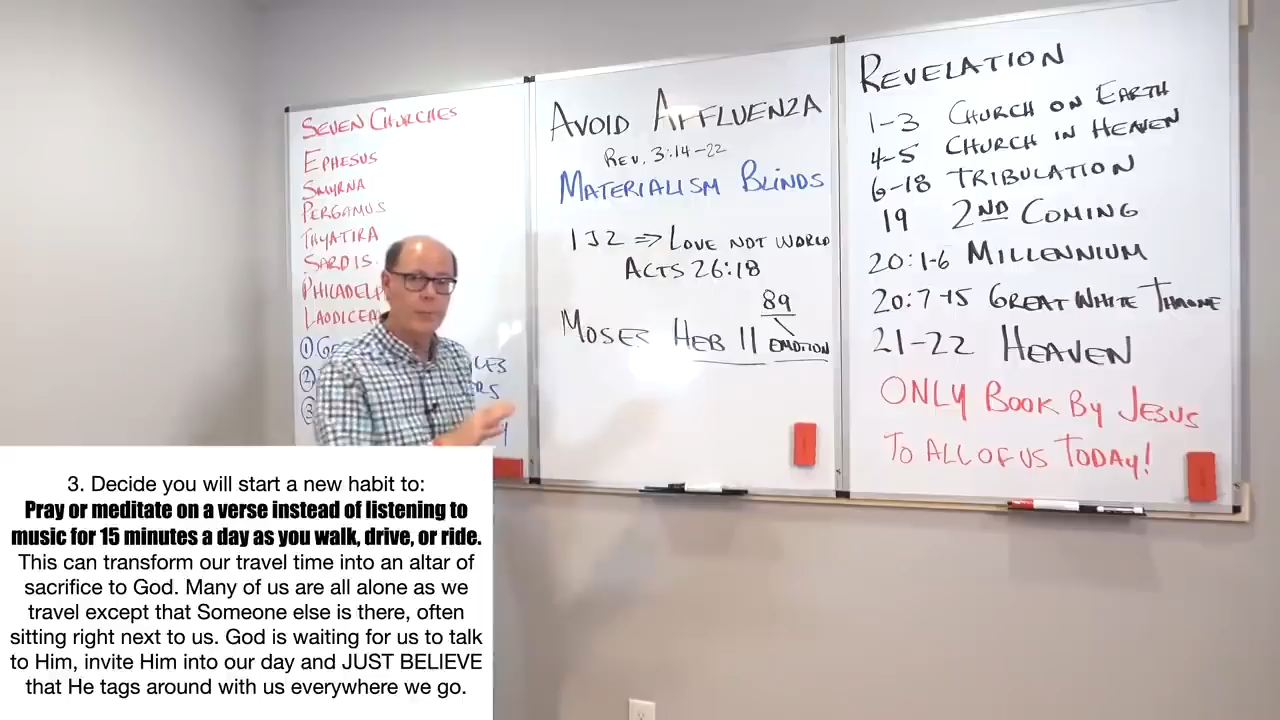 SEVEN CHURCHES
EPHESUS
SMYRNA
PERGAMUS
THYATIRA
SARDIS
PHILADELP
LAODICEA
①
②
③
AVOID AFFLUENZA
REV. 3:14-22
MATERIALISM BLINDS
1 J 2 ⇒ LOVE NOT WORLD
ACTS 26:18
89
MOSES HEB 11 EMOTION
REVELATION
1-3 CHURCH ON EARTH
4-5 CHURCH IN HEAVEN
6-18 TRIBULATION
19 2ND COMING
20:1-6 MILLENNIUM
20:7-15 GREAT WHITE THRONE
21-22 HEAVEN
ONLY BOOK BY JESUS
TO ALL OF US TODAY!
3. Decide you will start a new habit to:
Pray or meditate on a verse instead of listening to
music for 15 minutes a day as you walk, drive, or ride.
This can transform our travel time into an altar of
sacrifice to God. Many of us are all alone as we
travel except that Someone else is there, often
sitting right next to us. God is waiting for us to talk
to Him, invite Him into our day and JUST BELIEVE
that He tags around with us everywhere we go.